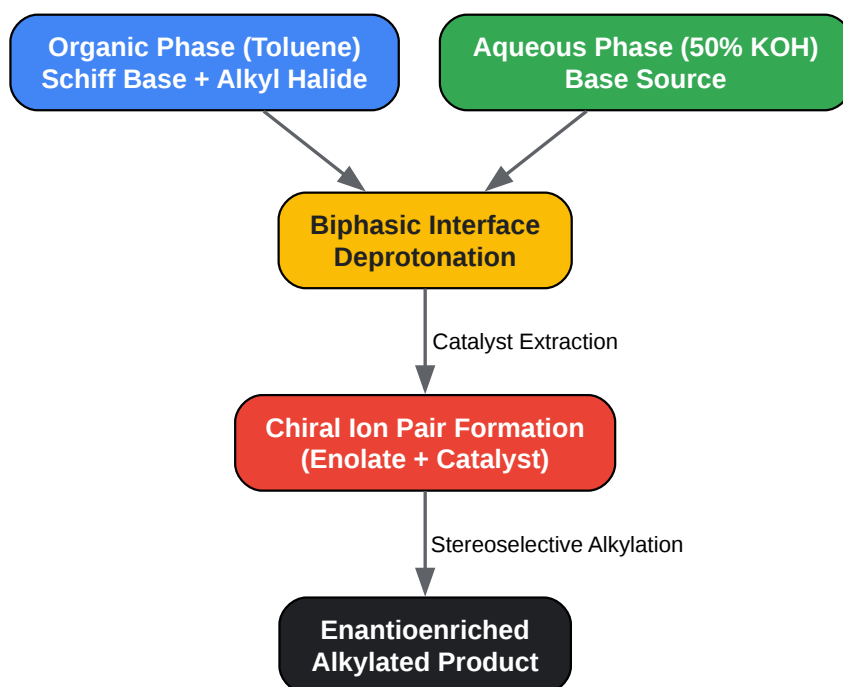 Organic Phase (Toluene)
Schiff Base + Alkyl Halide
Aqueous Phase (50% KOH)
Base Source
Biphasic Interface
Deprotonation
Catalyst Extraction
Chiral Ion Pair Formation
(Enolate + Catalyst)
Stereoselective Alkylation
Enantioenriched
Alkylated Product